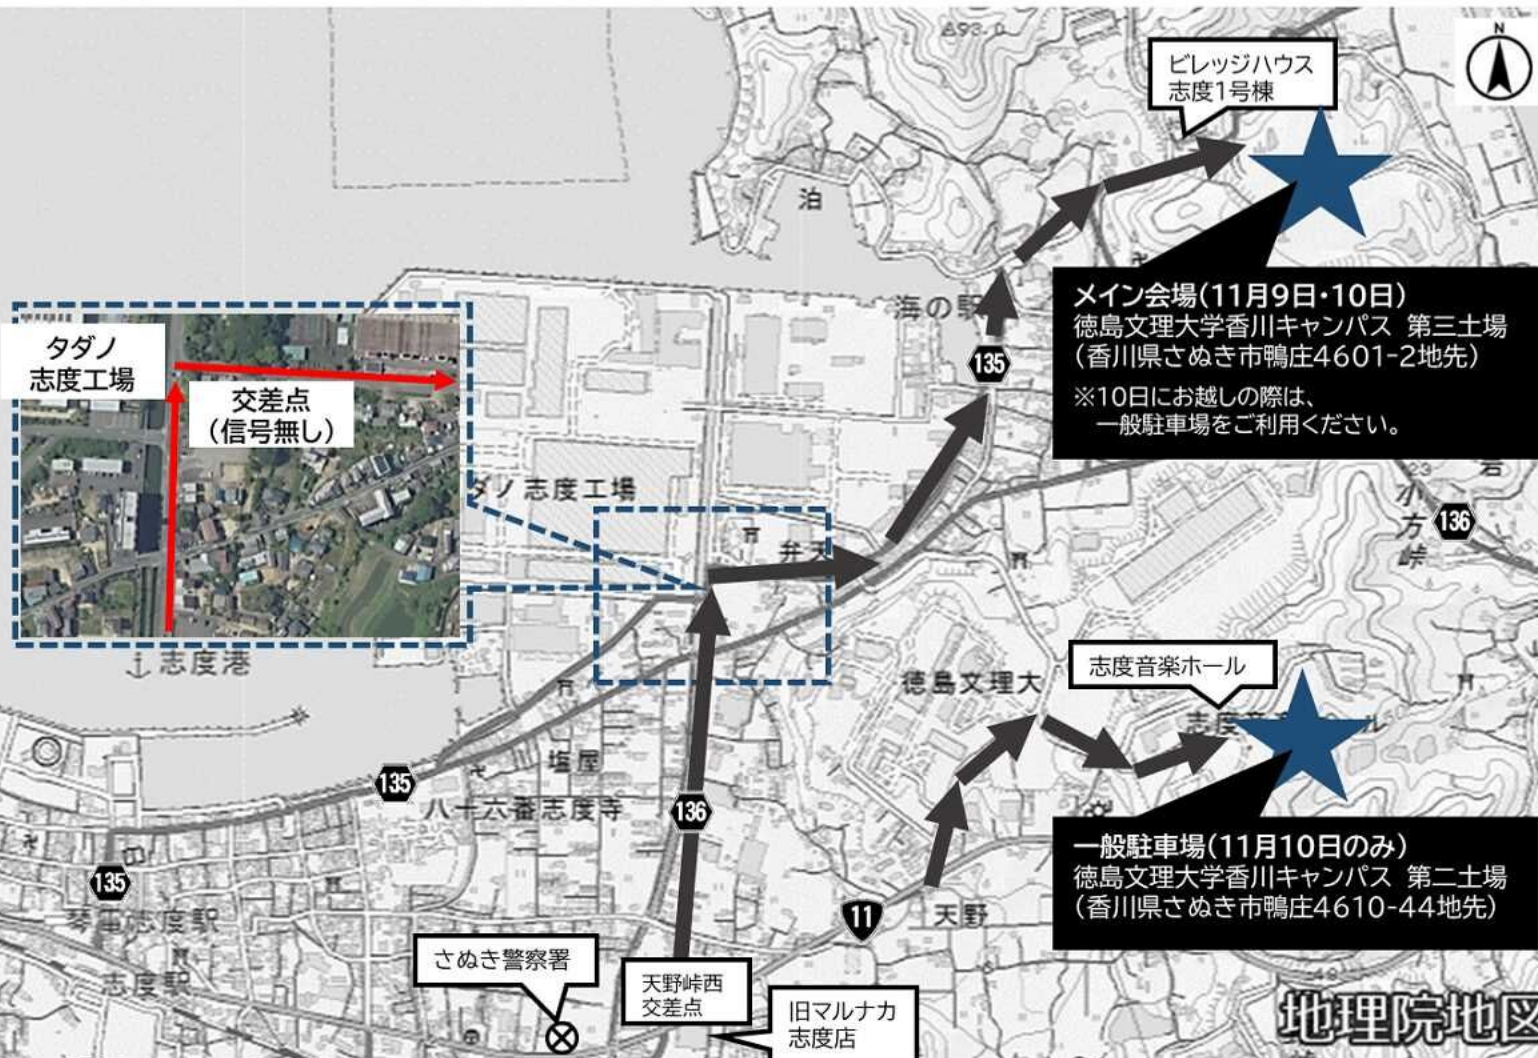 △93.0
N
ビレッジハウス
志度1号棟
泊
海の駅
135
メイン会場(11月9日・10日)
徳島文理大学香川キャンパス 第三土場
(香川県さぬき市鴨庄4601-2地先)
※10日にお越しの際は、
一般駐車場をご利用ください。
タダノ
志度工場
交差点
(信号無し)
ダノ志度工場
弁天
23
岩
小方峠
136
志度港
徳島文理大
志度音楽ホール
志度音
ル
塩屋
135
八十六番志度寺
136
135
琴電志度駅
志度駅
11
天野
一般駐車場(11月10日のみ)
徳島文理大学香川キャンパス 第二土場
(香川県さぬき市鴨庄4610-44地先)
さぬき警察署
天野峠西
交差点
旧マルナカ
志度店
地理院地図